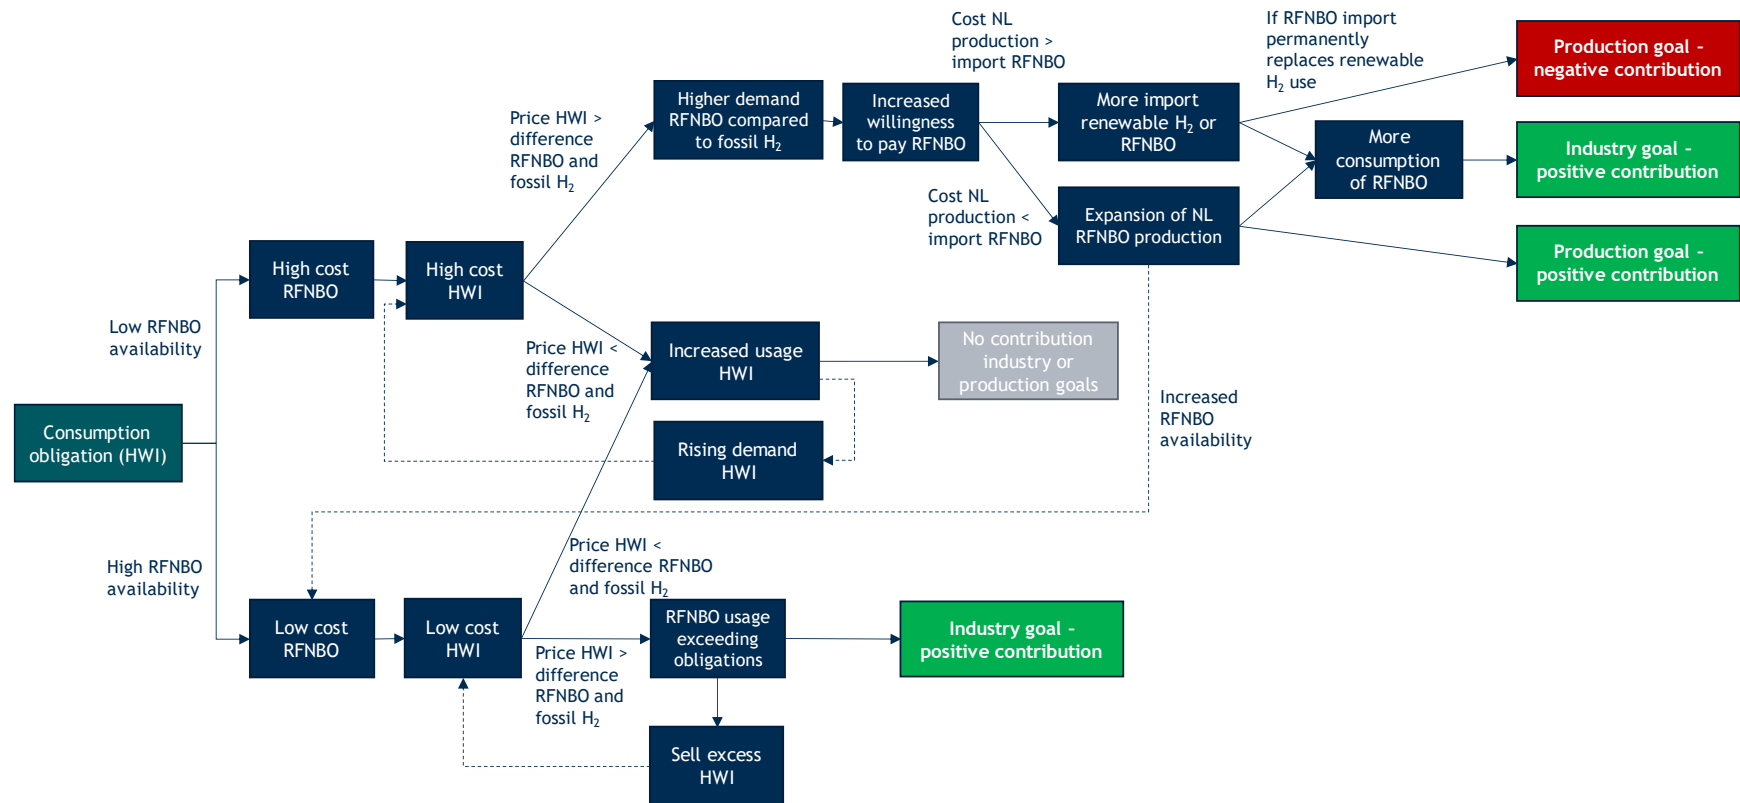 Cost NL
production >
import RFNBO
If RFNBO import
permanently
replaces renewable
H₂ use
Production goal –
negative contribution
Price HWI >
difference
RFNBO and
fossil H₂
Higher demand
RFNBO compared
to fossil H₂
Increased
willingness
to pay RFNBO
More import
renewable H₂ or
RFNBO
More
consumption
of RFNBO
Industry goal –
positive contribution
Cost NL
production <
import RFNBO
Expansion of NL
RFNBO production
Production goal –
positive contribution
High cost
RFNBO
High cost
HWI
Low RFNBO
availability
Price HWI <
difference
RFNBO and
fossil H₂
Increased usage
HWI
No contribution
industry or
production goals
Increased
RFNBO
availability
Consumption
obligation (HWI)
Rising demand
HWI
High RFNBO
availability
Price HWI <
difference RFNBO
and fossil H₂
Low cost
RFNBO
Low cost
HWI
Price HWI >
difference
RFNBO and
fossil H₂
RFNBO usage
exceeding
obligations
Industry goal –
positive contribution
Sell excess
HWI